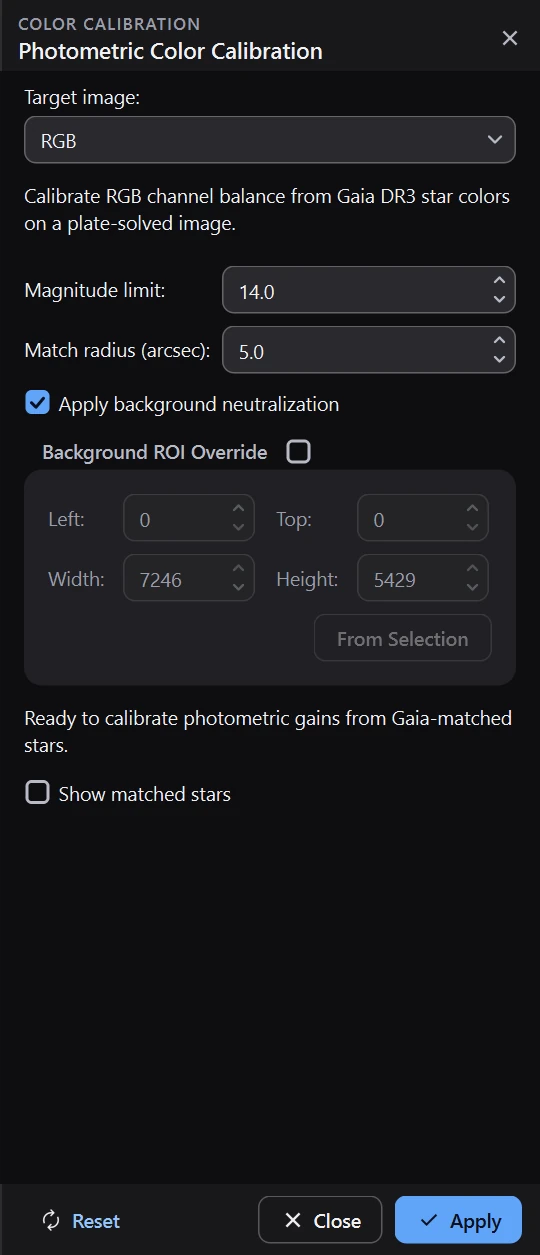 COLOR CALIBRATION
Photometric Color Calibration
Target image:
RGB
Calibrate RGB channel balance from Gaia DR3 star colors
on a plate-solved image.
Magnitude limit: 14.0
Match radius (arcsec): 5.0
Apply background neutralization
Background ROI Override
Left: 0 Top: 0
Width: 7246 Height: 5429
From Selection
Ready to calibrate photometric gains from Gaia-matched
stars.
Show matched stars
Reset Close Apply